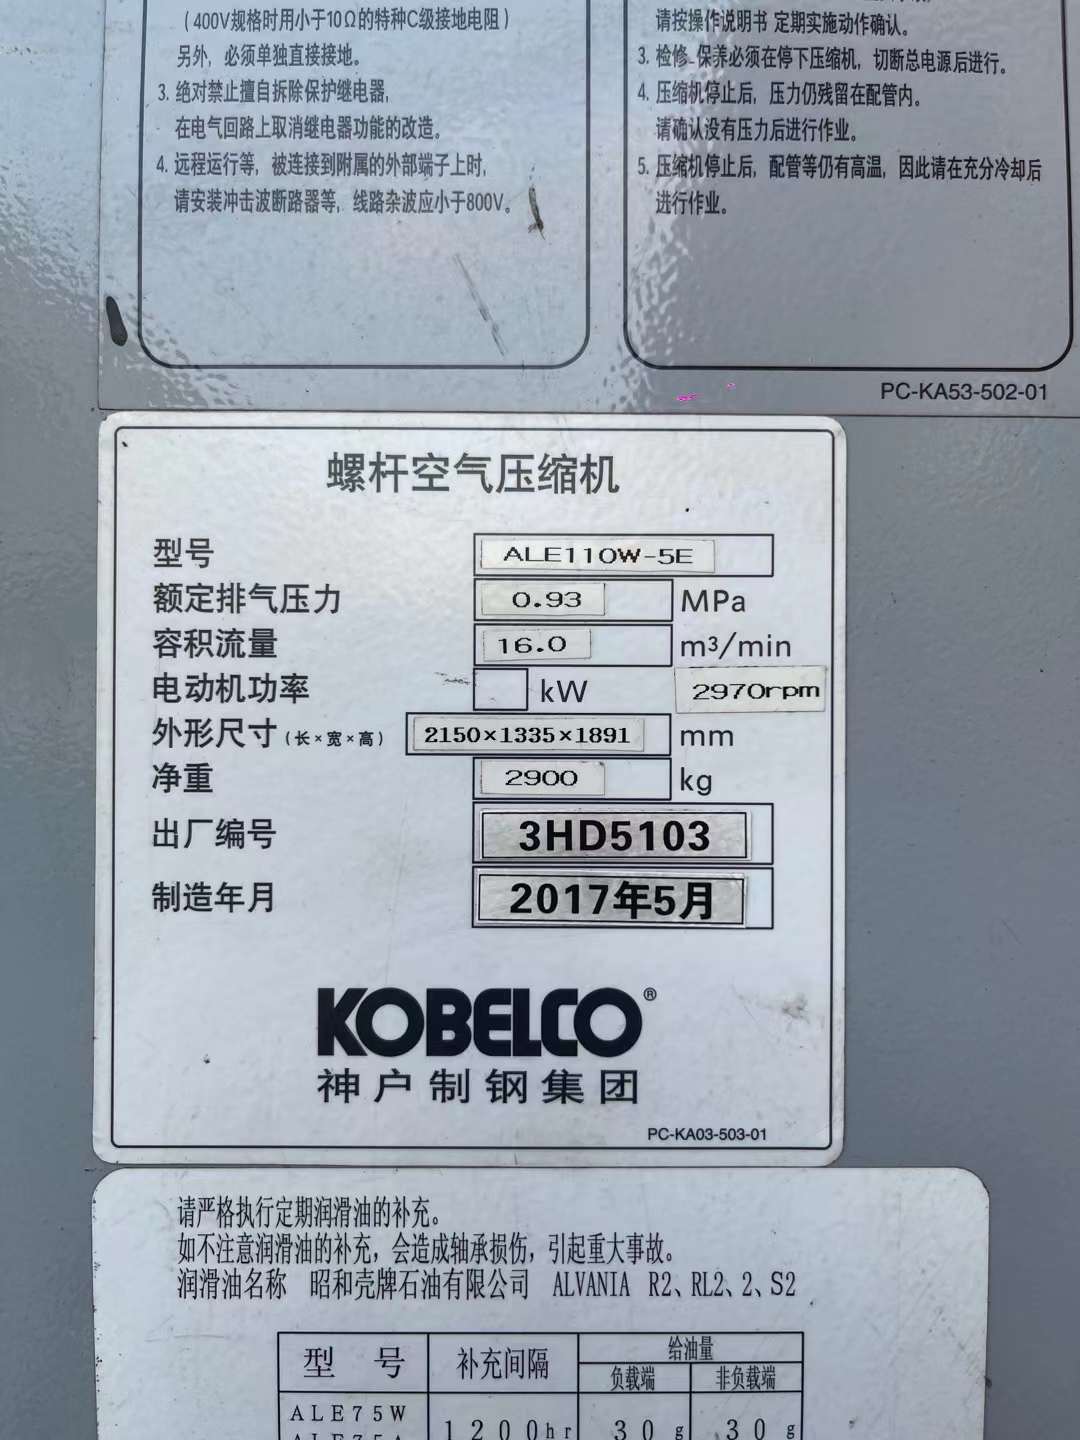 (400V规格时用小于10Ω的特种C级接地电阻)
另外, 必须单独直接接地。
3. 绝对禁止擅自拆除保护继电器,
在电气回路上取消继电器功能的改造。
4. 远程运行等, 被连接到附属的外部端子上时,
请安装冲击波断路器等, 线路杂波应小于800V。
请按操作说明书 定期实施动作确认。
3. 检修、保养必须在停下压缩机, 切断总电源后进行。
4. 压缩机停止后, 压力仍残留在配管内。
请确认没有压力后进行作业。
5. 压缩机停止后, 配管等仍有高温, 因此请在充分冷却后
进行作业。
PC-KA53-502-01
螺杆空气压缩机
型号 ALE110W-5E
额定排气压力 0.93 MPa
容积流量 16.0 m³/min
电动机功率 kW 2970rpm
外形尺寸(长×宽×高) 2150×1335×1891 mm
净重 2900 kg
出厂编号 3HD5103
制造年月 2017年5月
KOBELCO®
神户制钢集团
PC-KA03-503-01
请严格执行定期润滑油的补充。
如不注意润滑油的补充, 会造成轴承损伤, 引起重大事故。
润滑油名称 昭和壳牌石油有限公司 ALVANIA R2、RL2、2、S2
型 号 补充间隔 给油量
负载端 非负载端
ALE75W
1200hr 30g 30g